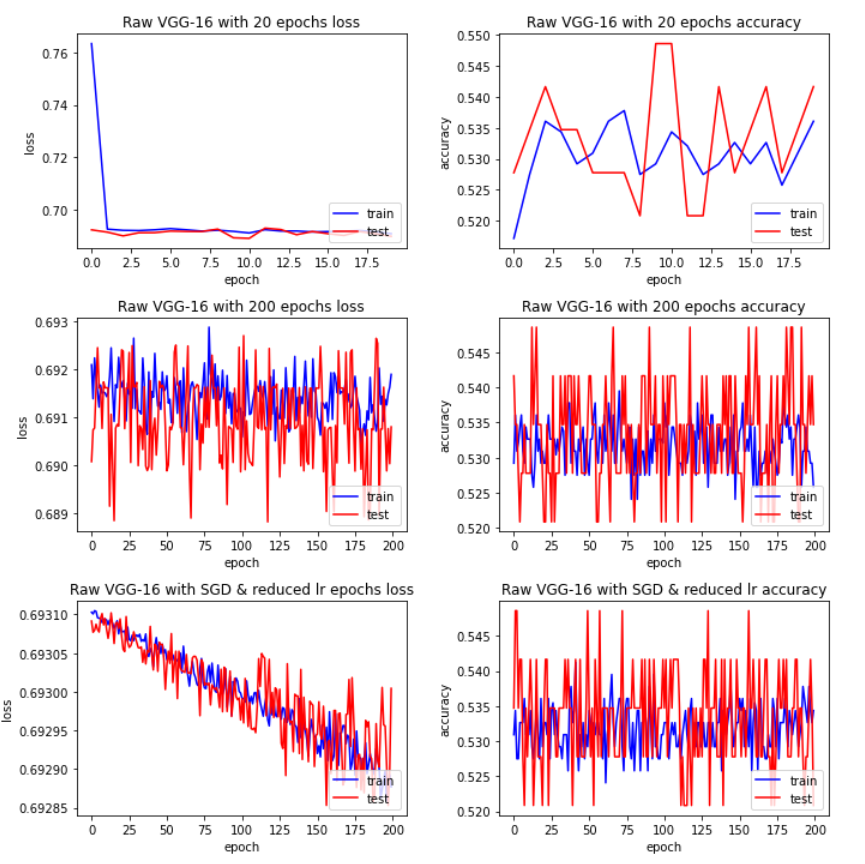 Raw VGG-16 with 20 epochs loss
0.76
0.74
0.72
0.70
loss
train
test
0.0 2.5 5.0 7.5 10.0 12.5 15.0 17.5
epoch
Raw VGG-16 with 20 epochs accuracy
0.550
0.545
0.540
0.535
0.530
0.525
0.520
accuracy
train
test
0.0 2.5 5.0 7.5 10.0 12.5 15.0 17.5
epoch
Raw VGG-16 with 200 epochs loss
0.693
0.692
0.691
0.690
0.689
loss
train
test
0 25 50 75 100 125 150 175 200
epoch
Raw VGG-16 with 200 epochs accuracy
0.545
0.540
0.535
0.530
0.525
0.520
accuracy
train
test
0 25 50 75 100 125 150 175 200
epoch
Raw VGG-16 with SGD & reduced lr epochs loss
0.69310
0.69305
0.69300
0.69295
0.69290
0.69285
loss
train
test
0 25 50 75 100 125 150 175 200
epoch
Raw VGG-16 with SGD & reduced lr accuracy
0.545
0.540
0.535
0.530
0.525
0.520
accuracy
train
test
0 25 50 75 100 125 150 175 200
epoch